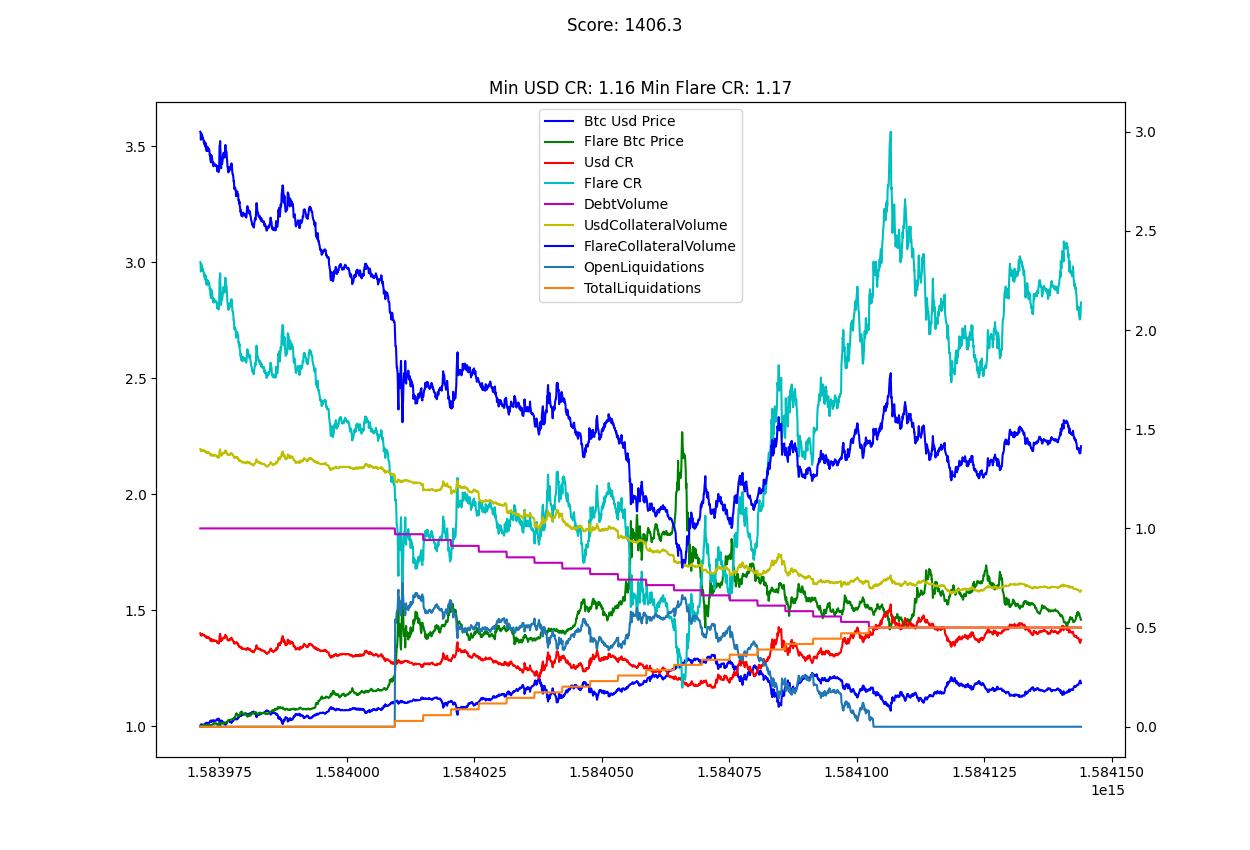 Score: 1406.3
Min USD CR: 1.16 Min Flare CR: 1.17
Btc Usd Price
Flare Btc Price
Usd CR
Flare CR
DebtVolume
UsdCollateralVolume
FlareCollateralVolume
OpenLiquidations
TotalLiquidations
3.5
3.0
2.5
2.0
1.5
1.0
3.0
2.5
2.0
1.5
1.0
0.5
0.0
1.583975 1.584000 1.584025 1.584050 1.584075 1.584100 1.584125 1.584150
1e15